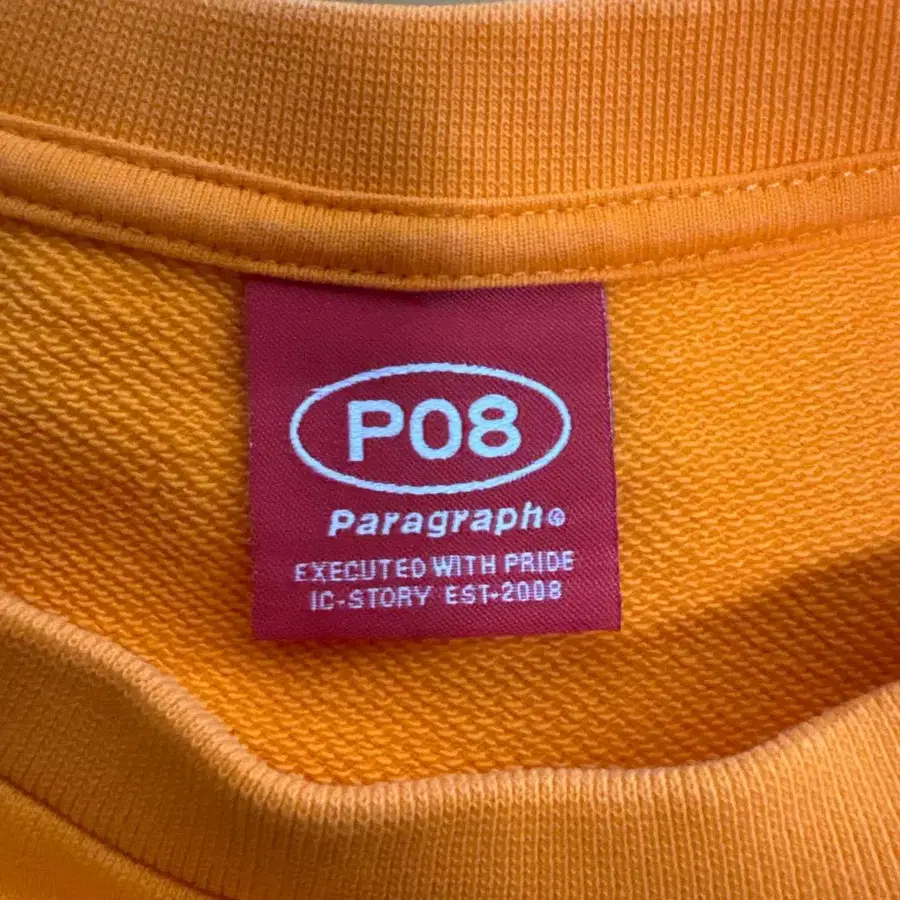 P08
Paragraph®
EXECUTED WITH PRIDE
IC-STORY EST-2008